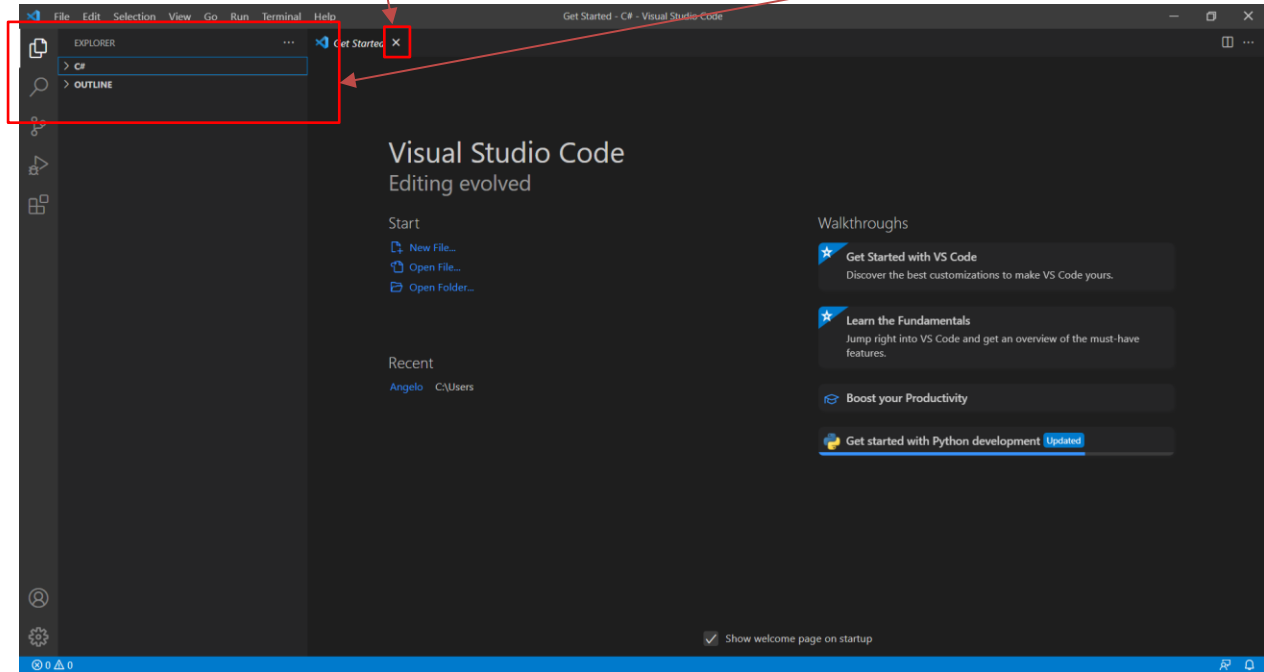 File Edit Selection View Go Run Terminal Help
Get Started - C# - Visual Studio Code
EXPLORER
Get Started
C#
OUTLINE
Visual Studio Code
Editing evolved
Start
New File...
Open File...
Open Folder...
Recent
Angelo C:\Users
Walkthroughs
Get Started with VS Code
Discover the best customizations to make VS Code yours.
Learn the Fundamentals
Jump right into VS Code and get an overview of the must-have
features.
Boost your Productivity
Get started with Python development Updated
Show welcome page on startup
0 0